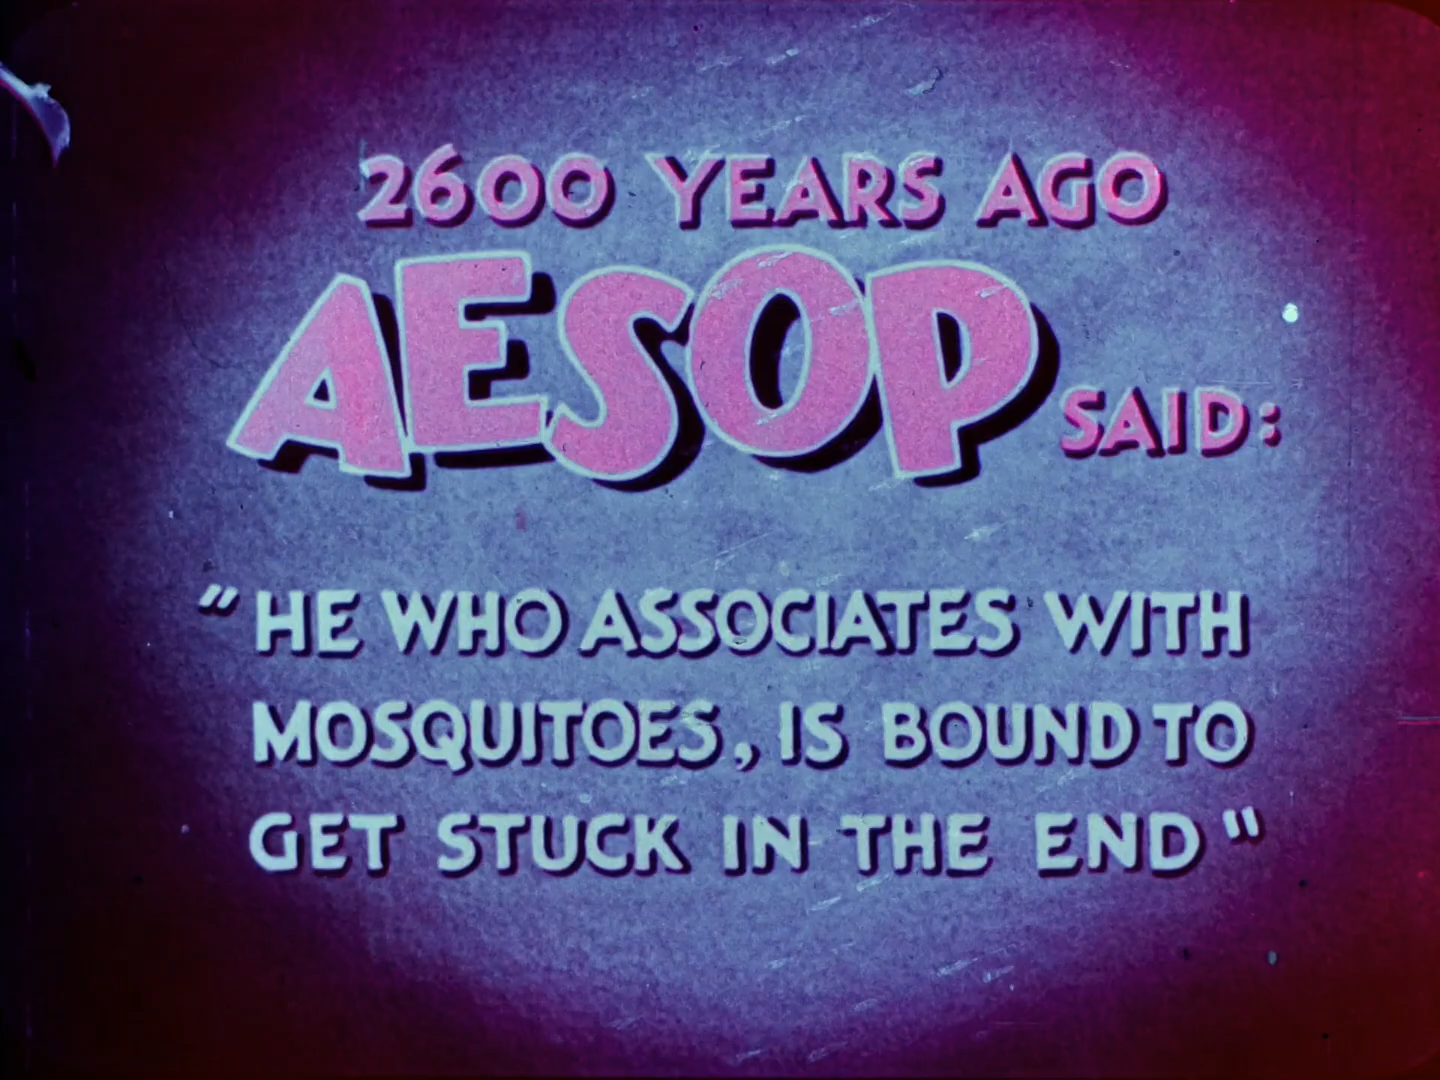 2600 YEARS AGO
AESOP SAID:
"HE WHO ASSOCIATES WITH
MOSQUITOES, IS BOUND TO
GET STUCK IN THE END"